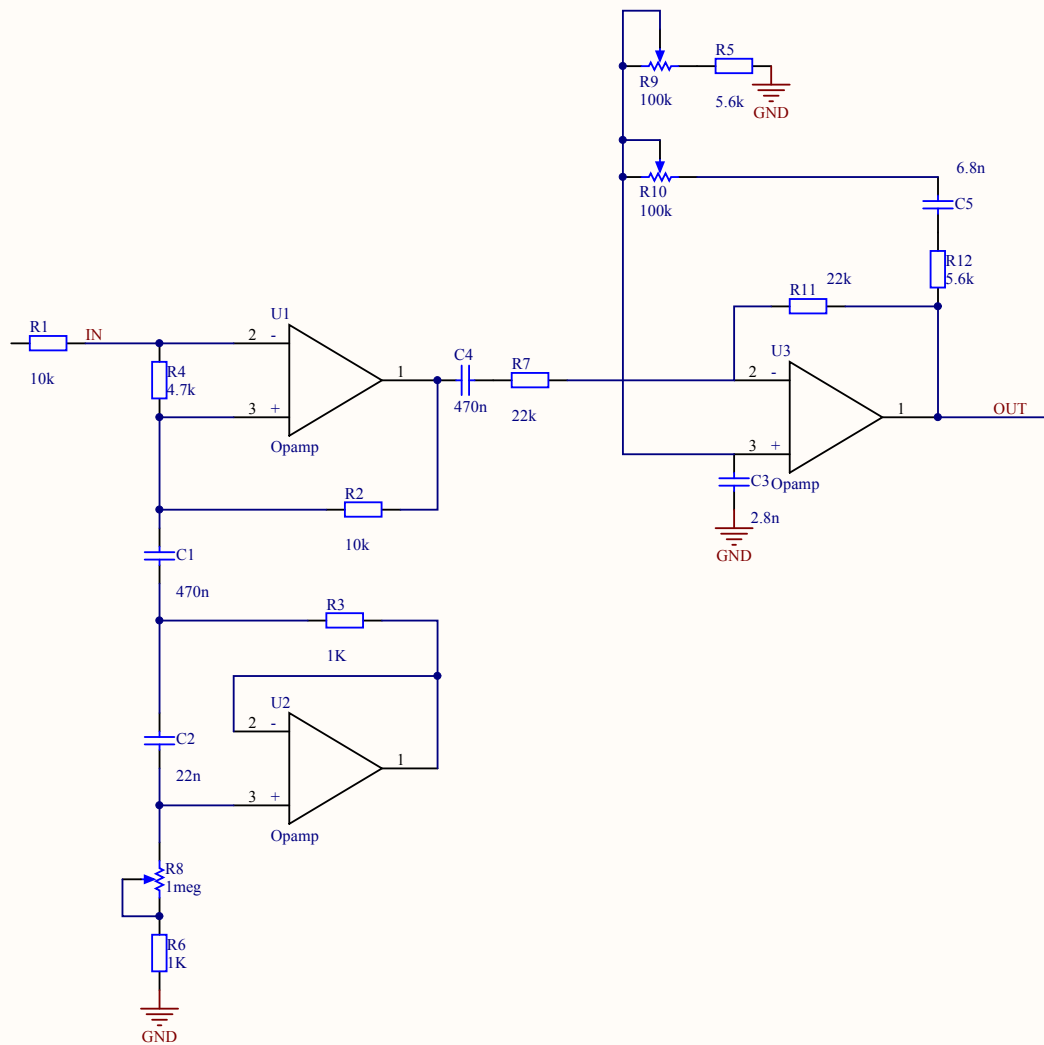 R5
R9
100k
5.6k
GND
6.8n
R10
100k
C5
R12
5.6k
22k
R11
U1
R1
IN
2 -
10k
R4
4.7k
1
C4
R7
U3
2 -
470n
22k
3 +
Opamp
1
OUT
3 +
C3
Opamp
R2
2.8n
10k
GND
C1
470n
R3
1K
U2
2 -
C2
1
22n
3 +
Opamp
R8
1meg
R6
1K
GND